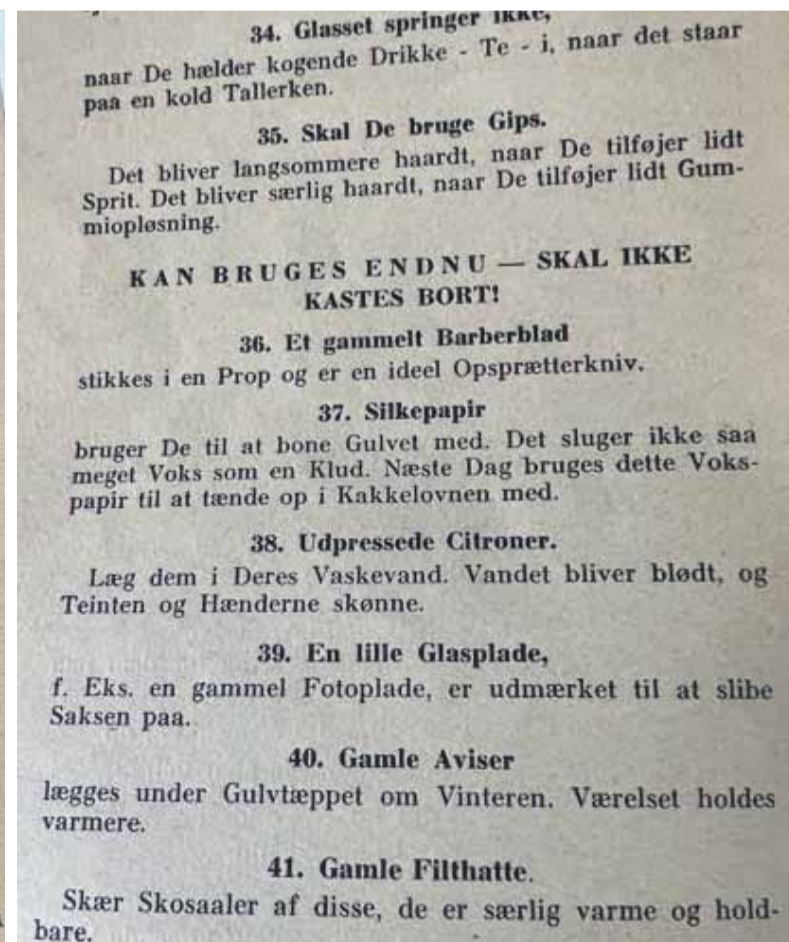 34. Glasset springer ikke,
naar De hælder kogende Drikke - Te - i, naar det staar
paa en kold Tallerken.
35. Skal De bruge Gips.
Det bliver langsommere haardt, naar De tilføjer lidt
Sprit. Det bliver særlig haardt, naar De tilføjer lidt Gum-
miopløsning.
KAN BRUGES ENDNU — SKAL IKKE
KASTES BORT!
36. Et gammelt Barberblad
stikkes i en Prop og er en ideel Opsprætterkniv.
37. Silkepapir
bruger De til at bone Gulvet med. Det sluger ikke saa
meget Voks som en Klud. Næste Dag bruges dette Voks-
papir til at tænde op i Kakkelovnen med.
38. Udpressede Citroner.
Læg dem i Deres Vaskevand. Vandet bliver blødt, og
Teinten og Hænderne skønne.
39. En lille Glasplade,
f. Eks. en gammel Fotoplade, er udmærket til at slibe
Saksen paa.
40. Gamle Aviser
lægges under Gulvtæppet om Vinteren. Værelset holdes
varmere.
41. Gamle Filthatte.
Skær Skosaaler af disse, de er særlig varme og hold-
bare.